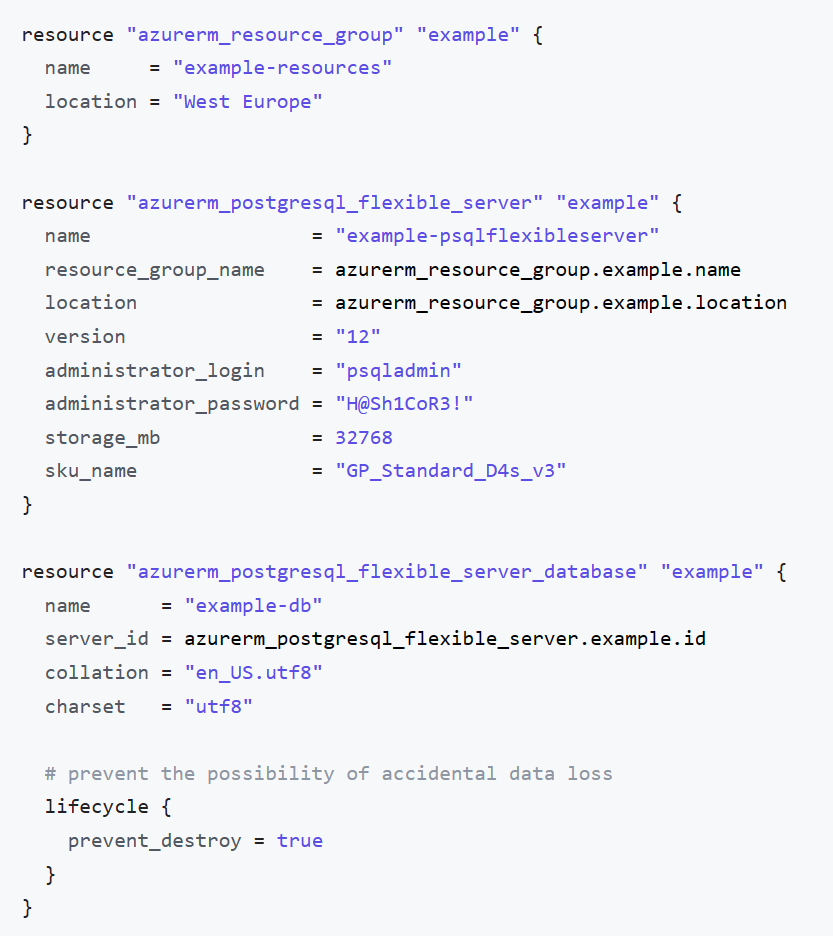 resource "azurerm_resource_group" "example" {
  name     = "example-resources"
  location = "West Europe"
}

resource "azurerm_postgresql_flexible_server" "example" {
  name                   = "example-psqlflexibleserver"
  resource_group_name    = azurerm_resource_group.example.name
  location               = azurerm_resource_group.example.location
  version                = "12"
  administrator_login    = "psqladmin"
  administrator_password = "H@Sh1CoR3!"
  storage_mb             = 32768
  sku_name               = "GP_Standard_D4s_v3"
}

resource "azurerm_postgresql_flexible_server_database" "example" {
  name      = "example-db"
  server_id = azurerm_postgresql_flexible_server.example.id
  collation = "en_US.utf8"
  charset   = "utf8"

  # prevent the possibility of accidental data loss
  lifecycle {
    prevent_destroy = true
  }
}